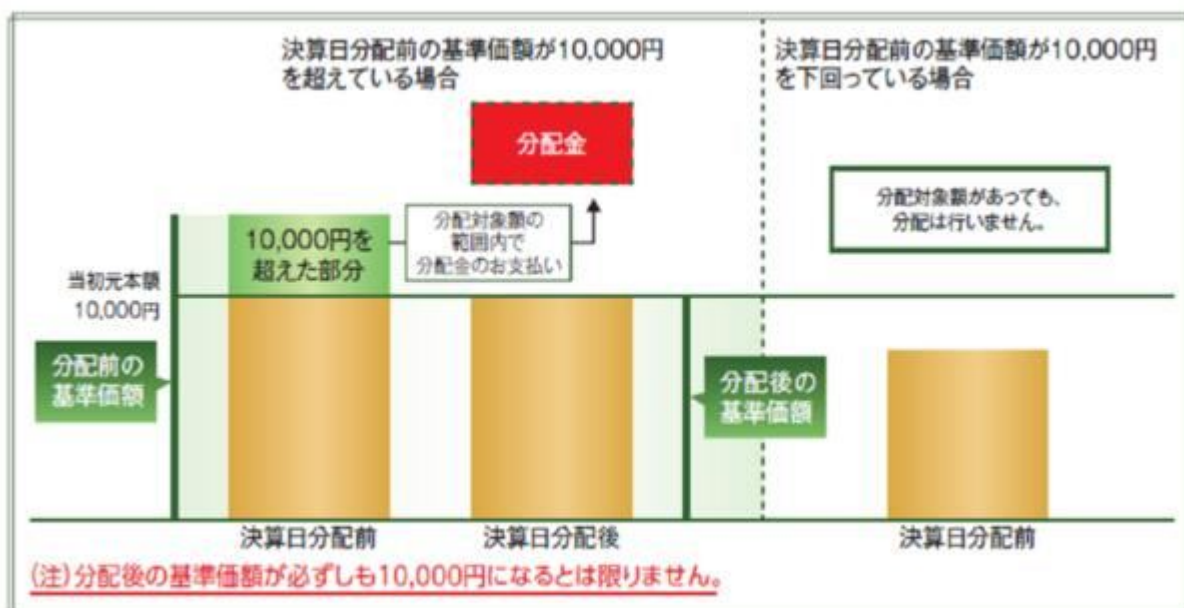 決算日分配前の基準価額が10,000円
を超えている場合
決算日分配前の基準価額が10,000円
を下回っている場合
分配金
分配対象額があっても、
分配は行いません。
10,000円を
超えた部分
分配対象額の
範囲内で
分配金のお支払い
当初元本額
10,000円
分配前の
基準価額
分配後の
基準価額
決算日分配前
決算日分配後
決算日分配前
(注)分配後の基準価額が必ずしも10,000円になるとは限りません。